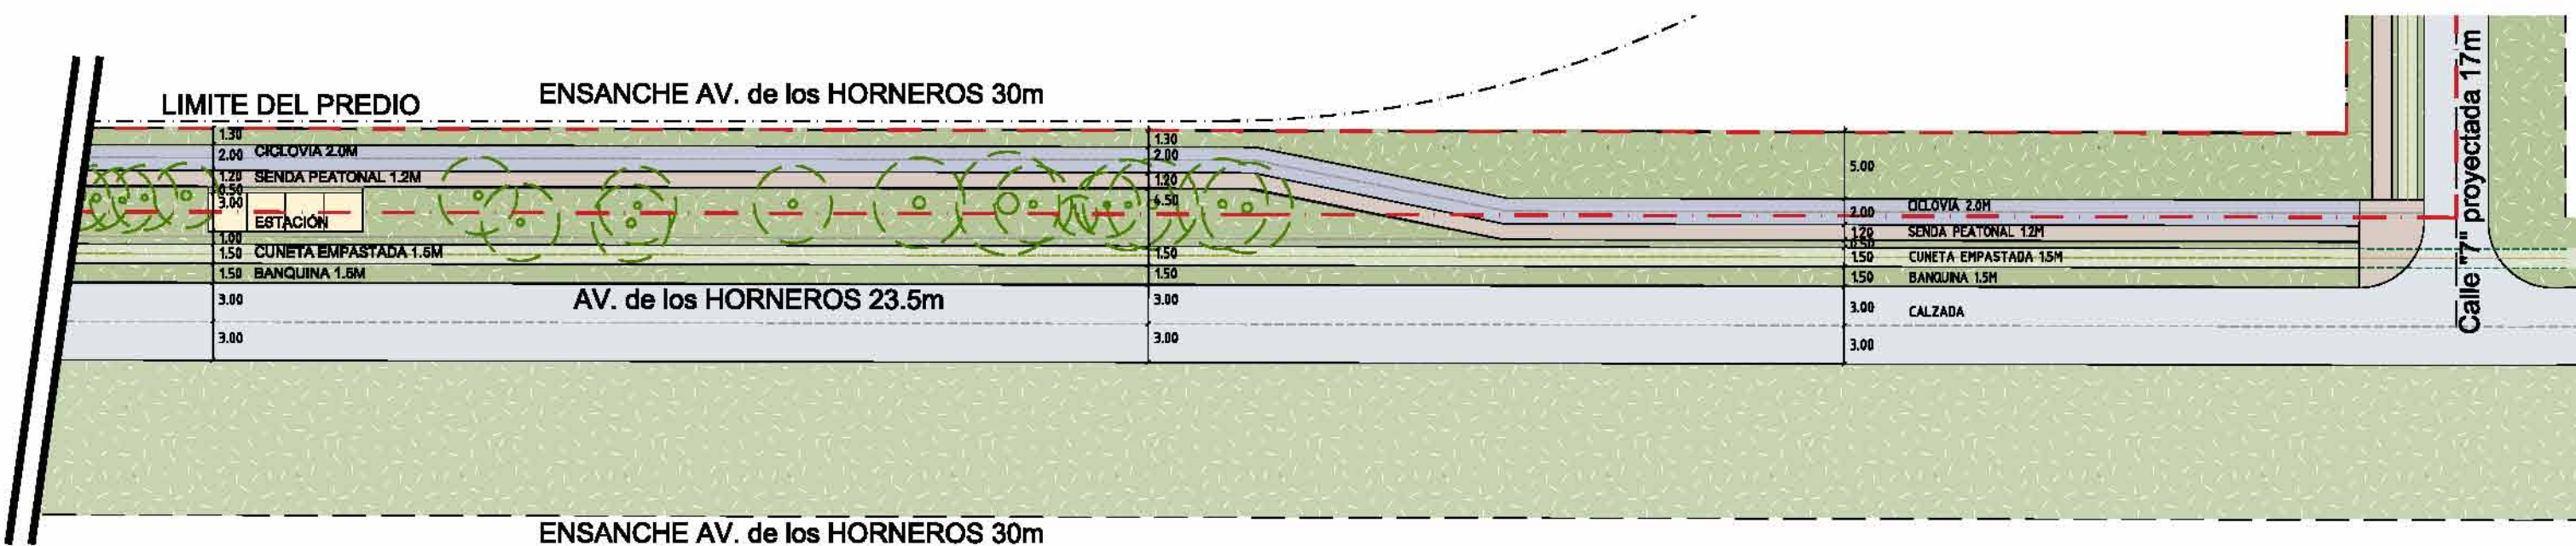 ENSANCHE AV. de los HORNEROS 30m
LIMITE DEL PREDIO
1.30
2.00 CICLOVIA 2.0M
1.20 SENDA PEATONAL 1.2M
0.50
3.00
ESTACIÓN
1.00
1.50 CUNETA EMPASTADA 1.5M
1.50 BANQUINA 1.5M
3.00
3.00
AV. de los HORNEROS 23.5m
1.30
2.00
1.20
6.50
1.50
1.50
3.00
3.00
5.00
2.00 CICLOVIA 2.0M
1.20 SENDA PEATONAL 1.2M
0.50
1.50 CUNETA EMPASTADA 1.5M
1.50 BANQUINA 1.5M
3.00 CALZADA
3.00
Calle "7" proyectada 17m
ENSANCHE AV. de los HORNEROS 30m